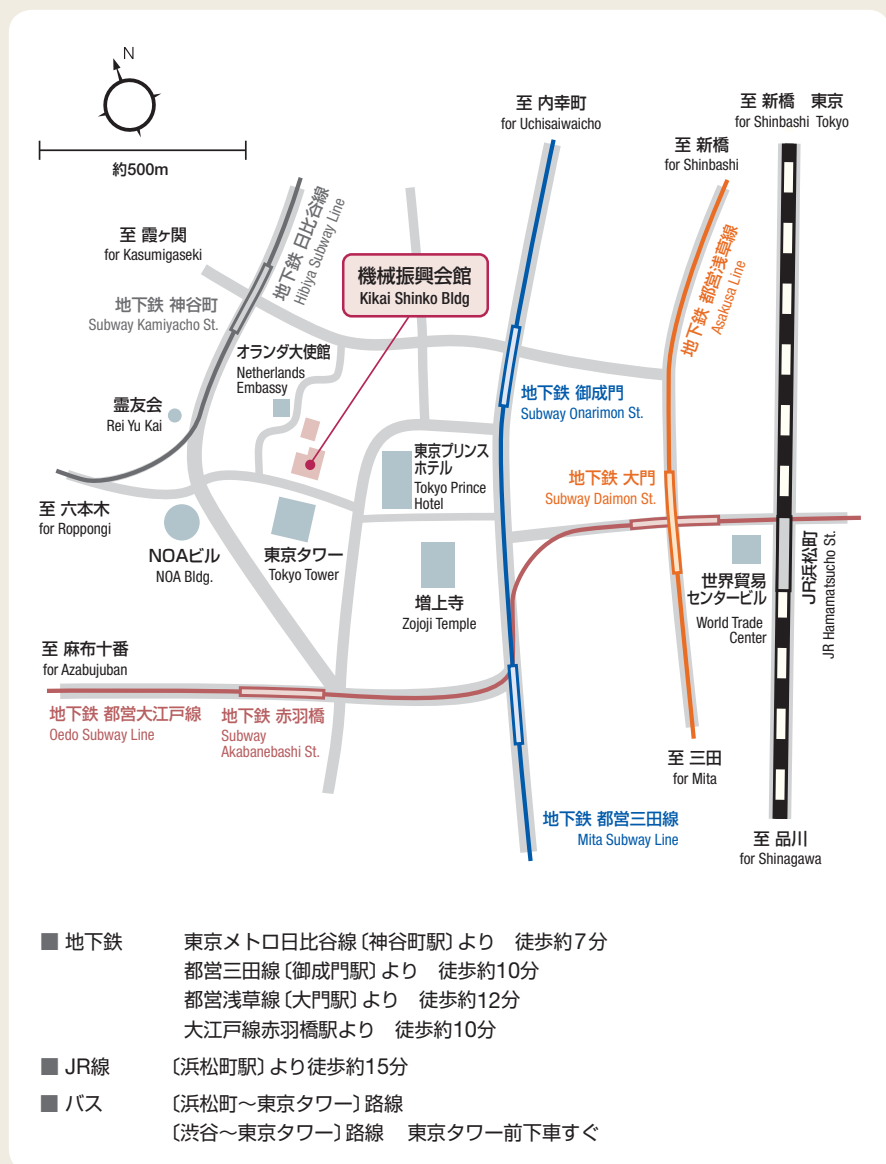 N
約500m
至 内幸町
for Uchisaiwaicho
至 新橋 東京
for Shinbashi Tokyo
至 新橋
for Shinbashi
至 霞ヶ関
for Kasumigaseki
地下鉄 日比谷線
Hibiya Subway Line
機械振興会館
Kikai Shinko Bldg
地下鉄 都営浅草線
Asakusa Line
地下鉄 神谷町
Subway Kamiyacho St.
オランダ大使館
Netherlands
Embassy
地下鉄 御成門
Subway Onarimon St.
霊友会
Rei Yu Kai
東京プリンス
ホテル
Tokyo Prince
Hotel
地下鉄 大門
Subway Daimon St.
至 六本木
for Roppongi
NOAビル
NOA Bldg.
東京タワー
Tokyo Tower
増上寺
Zojoji Temple
世界貿易
センタービル
World Trade
Center
JR浜松町
JR Hamamatsucho St.
至 麻布十番
for Azabujuban
地下鉄 都営大江戸線
Oedo Subway Line
地下鉄 赤羽橋
Subway
Akabanebashi St.
至 三田
for Mita
地下鉄 都営三田線
Mita Subway Line
至 品川
for Shinagawa
■ 地下鉄 東京メトロ日比谷線〔神谷町駅〕より 徒歩約7分
都営三田線〔御成門駅〕より 徒歩約10分
都営浅草線〔大門駅〕より 徒歩約12分
大江戸線赤羽橋駅より 徒歩約10分
■ JR線 〔浜松町駅〕より徒歩約15分
■ バス 〔浜松町～東京タワー〕路線
〔渋谷～東京タワー〕路線 東京タワー前下車すぐ